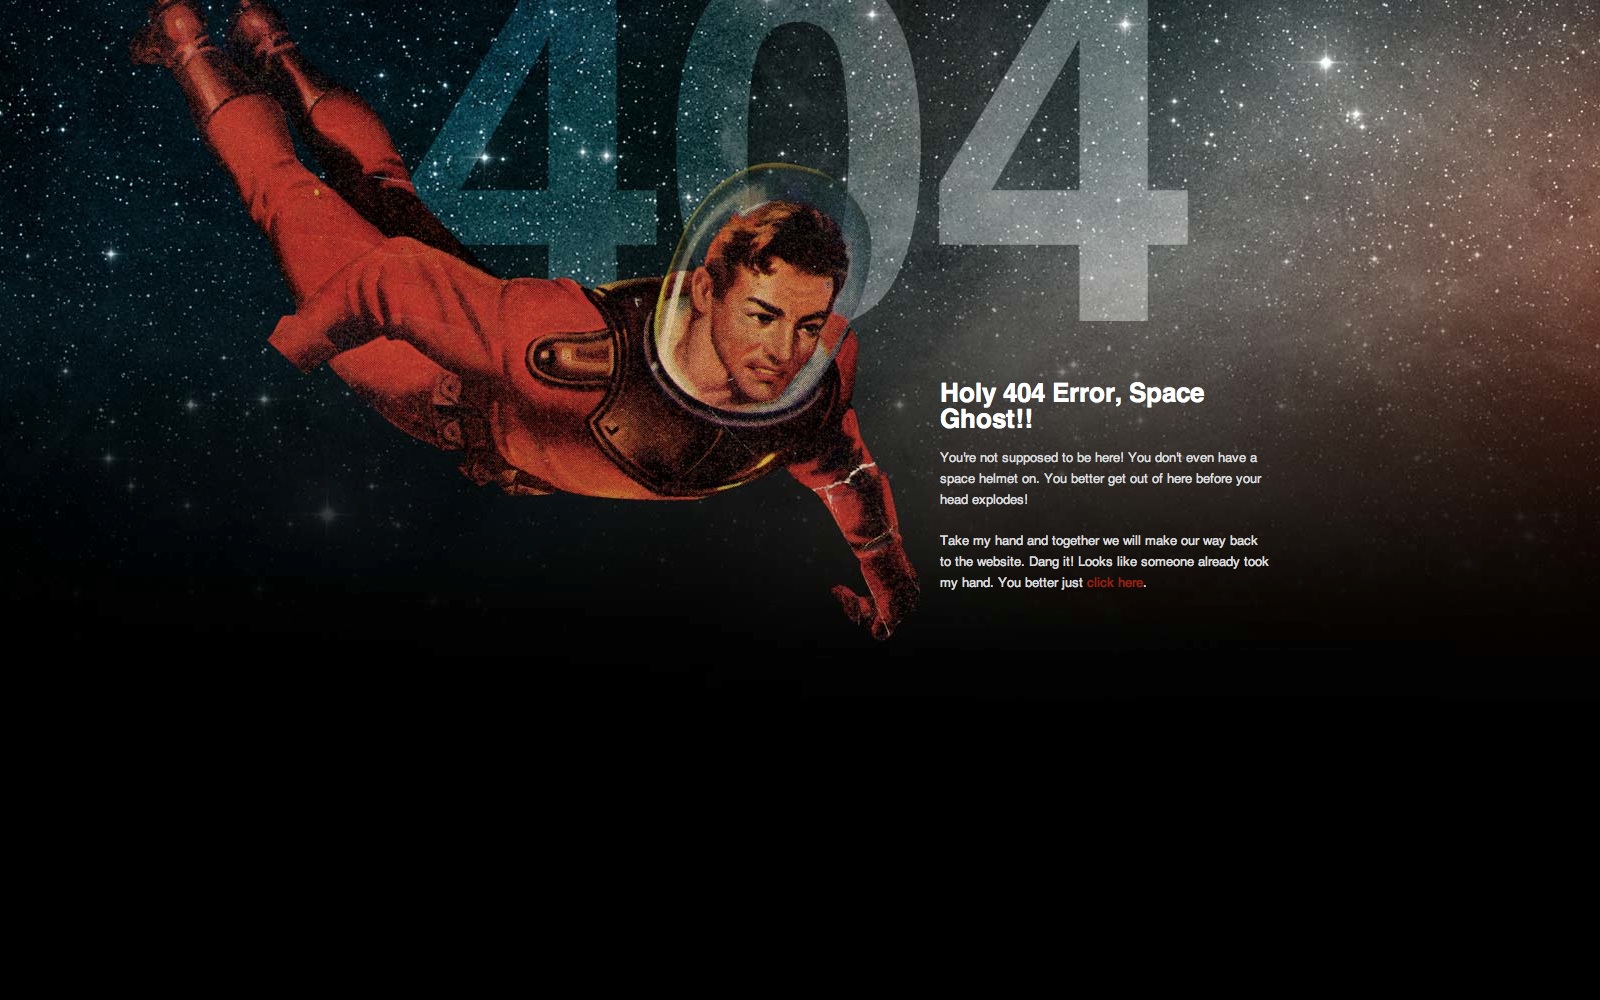 404
Holy 404 Error, Space
Ghost!!
You're not supposed to be here! You don't even have a
space helmet on. You better get out of here before your
head explodes!
Take my hand and together we will make our way back
to the website. Dang it! Looks like someone already took
my hand. You better just click here.